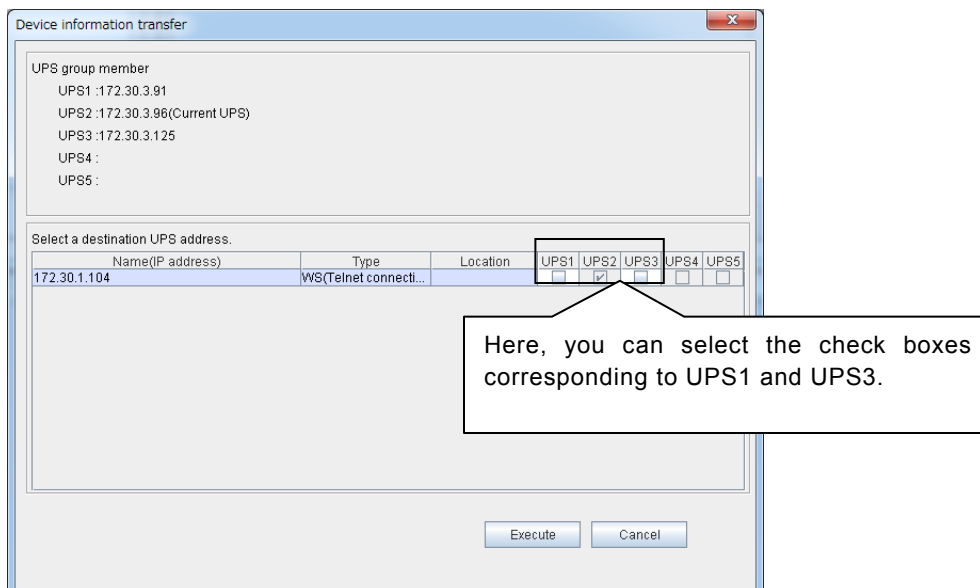 Device information transfer
UPS group member
UPS1 :172.30.3.91
UPS2 :172.30.3.96(Current UPS)
UPS3 :172.30.3.125
UPS4 :
UPS5 :
Select a destination UPS address.
Name(IP address) Type Location UPS1 UPS2 UPS3 UPS4 UPS5
172.30.1.104 WS(Telnet connecti...
Here, you can select the check boxes
corresponding to UPS1 and UPS3.
Execute Cancel